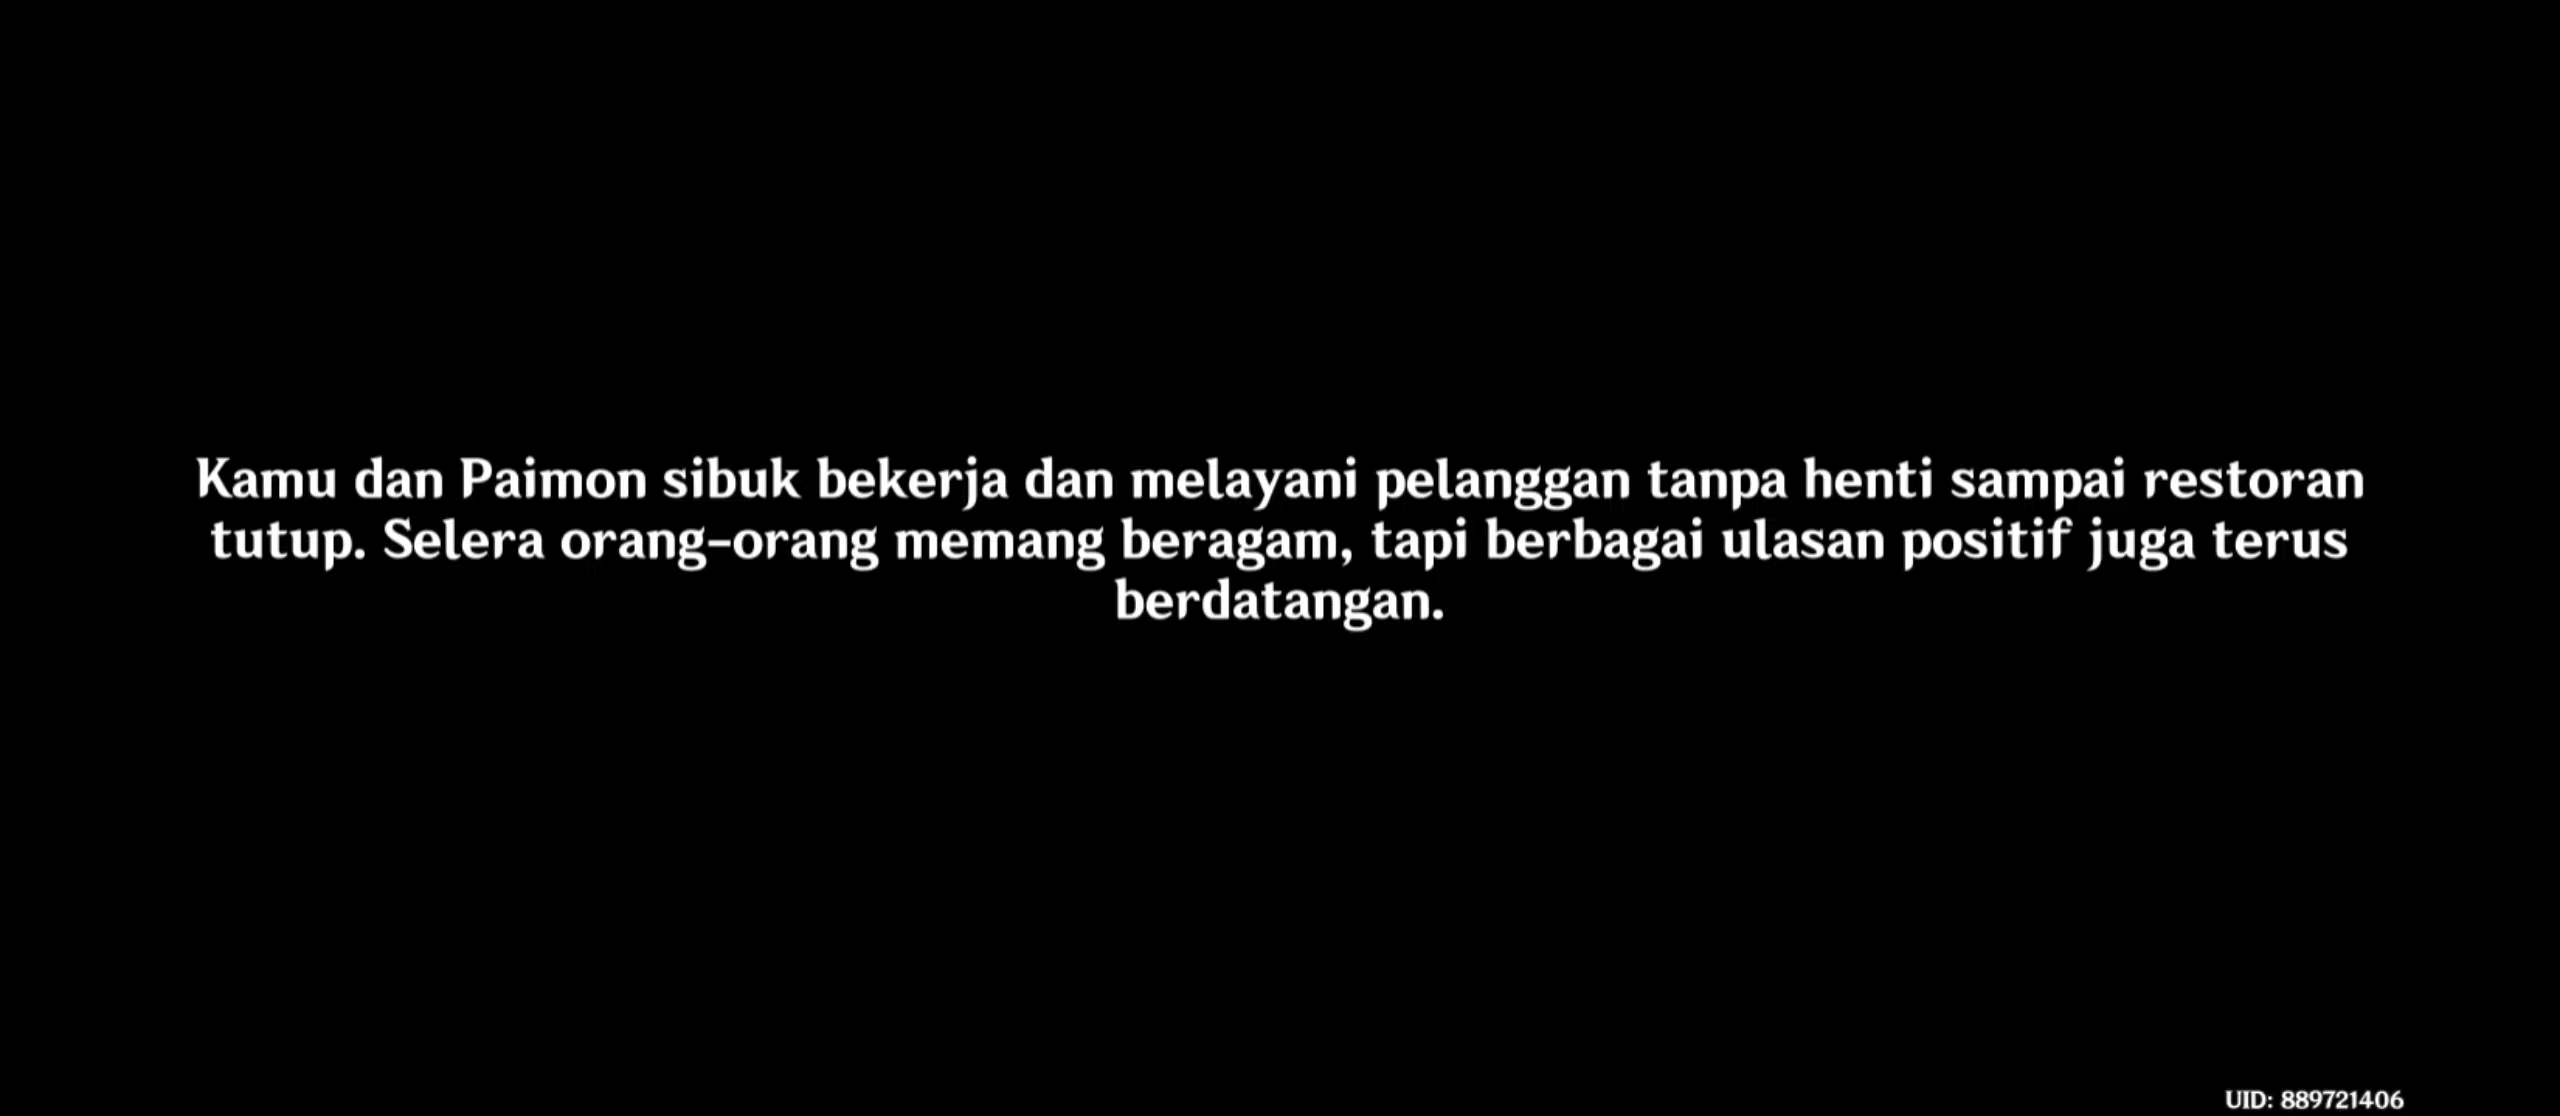 Kamu dan Paimon sibuk bekerja dan melayani pelanggan tanpa henti sampai restoran
tutup. Selera orang-orang memang beragam, tapi berbagai ulasan positif juga terus
berdatangan.
UID: 889721406